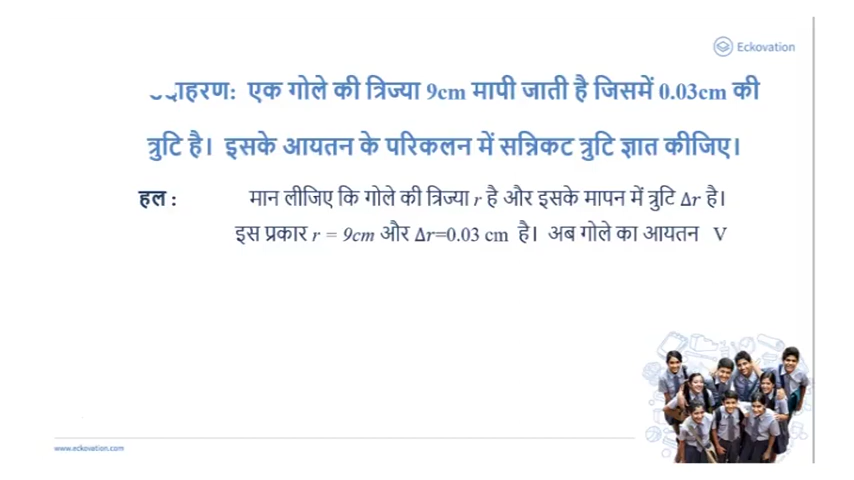 Eckovation
उदाहरण: एक गोले की त्रिज्या 9cm मापी जाती है जिसमें 0.03cm की
त्रुटि है। इसके आयतन के परिकलन में सन्निकट त्रुटि ज्ञात कीजिए।
हल : मान लीजिए कि गोले की त्रिज्या r है और इसके मापन में त्रुटि Δr है।
इस प्रकार r = 9cm और Δr=0.03 cm है। अब गोले का आयतन V
www.eckovation.com